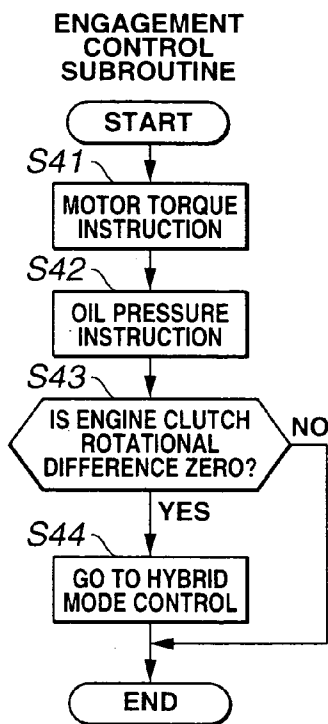 ENGAGEMENT
CONTROL
SUBROUTINE
START
S41
MOTOR TORQUE
INSTRUCTION
S42
OIL PRESSURE
INSTRUCTION
S43
IS ENGINE CLUTCH
ROTATIONAL
DIFFERENCE ZERO?
NO
YES
S44
GO TO HYBRID
MODE CONTROL
END